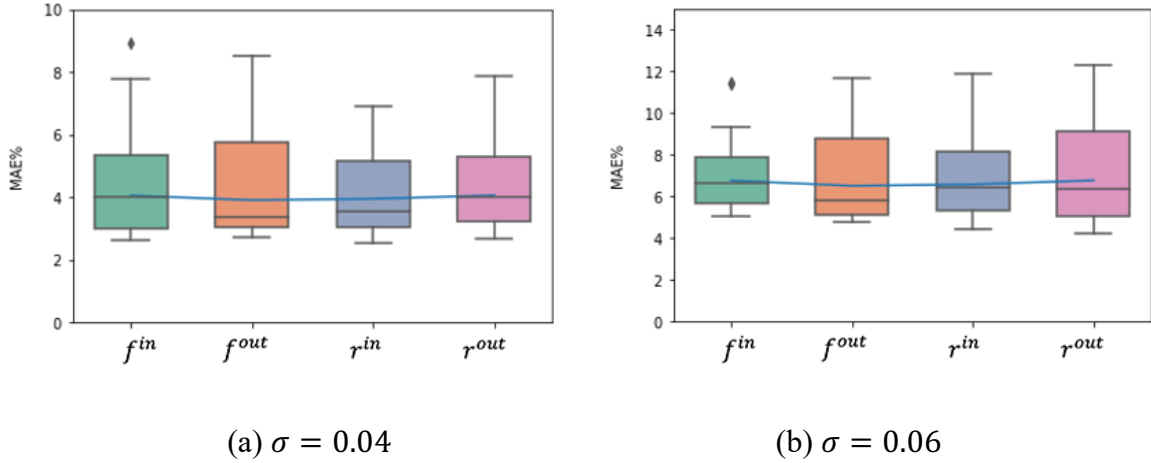 10
8
6
4
2
0
MAE%
f^{in} f^{out} r^{in} r^{out}
14
12
10
8
6
4
2
0
MAE%
f^{in} f^{out} r^{in} r^{out}
(a) σ = 0.04
(b) σ = 0.06